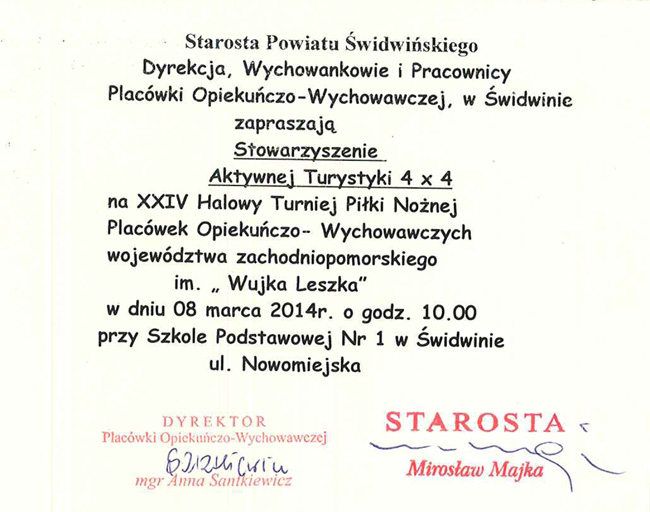 Starosta Powiatu Świdwińskiego
Dyrekcja, Wychowankowie i Pracownicy
Placówki Opiekuńczo-Wychowawczej, w Świdwinie
zapraszają
Stowarzyszenie
Aktywnej Turystyki 4 x 4
na XXIV Halowy Turniej Piłki Nożnej
Placówek Opiekuńczo- Wychowawczych
województwa zachodniopomorskiego
im. „ Wujka Leszka”
w dniu 08 marca 2014r. o godz. 10.00
przy Szkole Podstawowej Nr 1 w Świdwinie
ul. Nowomiejska
DYREKTOR
Placówki Opiekuńczo-Wychowawczej
mgr Anna Santkiewicz
STAROSTA
Mirosław Majka